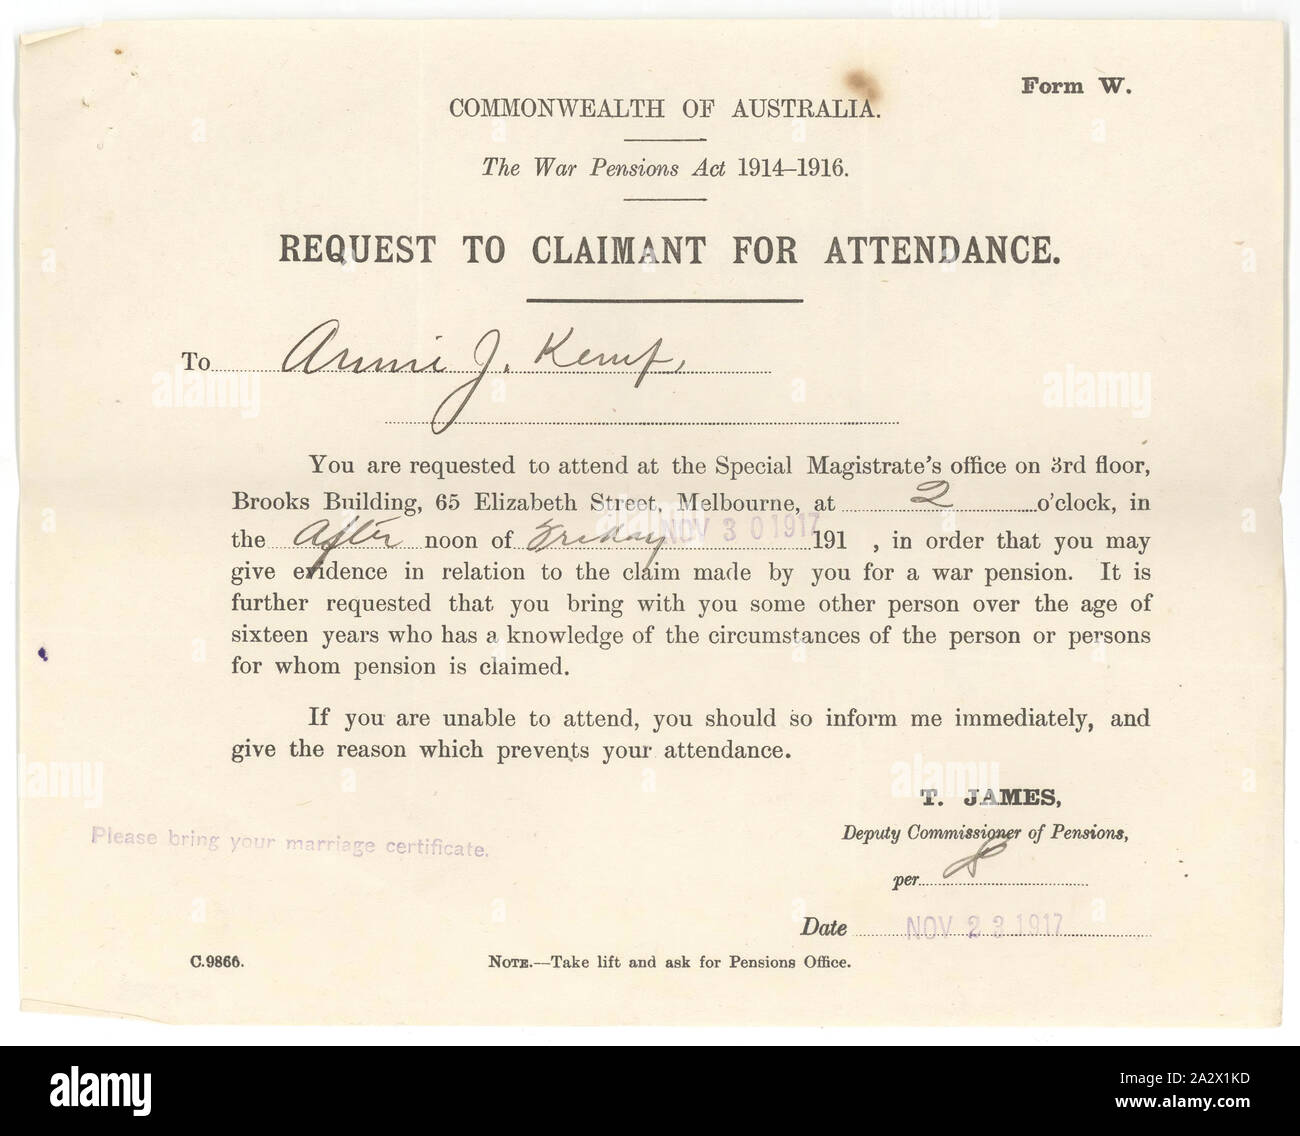 Form W.
COMMONWEALTH OF AUSTRALIA.
The War Pensions Act 1914–1916.
REQUEST TO CLAIMANT FOR ATTENDANCE.
To Annie J. Kemp,
You are requested to attend at the Special Magistrate's office on 3rd floor,
Brooks Building, 65 Elizabeth Street, Melbourne, at 2 o'clock, in
the After noon of Friday NOV 30 1917 191 , in order that you may
give evidence in relation to the claim made by you for a war pension. It is
further requested that you bring with you some other person over the age of
sixteen years who has a knowledge of the circumstances of the person or persons
for whom pension is claimed.
If you are unable to attend, you should so inform me immediately, and
give the reason which prevents your attendance.
T. JAMES,
Deputy Commissioner of Pensions,
Please bring your marriage certificate.
per
Date NOV 23 1917
C.9866.
NOTE.—Take lift and ask for Pensions Office.
a alamy
Image ID: 2A2X1KD
www.alamy.com